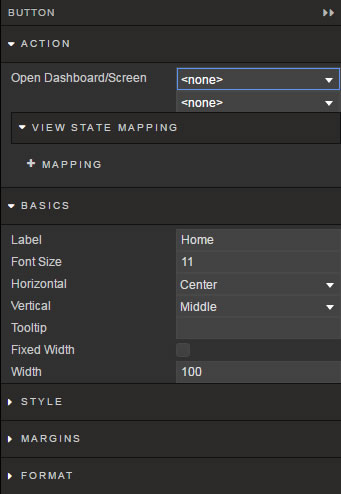 BUTTON
ACTION
Open Dashboard/Screen <none>
<none>
VIEW STATE MAPPING
+ MAPPING
BASICS
Label Home
Font Size 11
Horizontal Center
Vertical Middle
Tooltip
Fixed Width
Width 100
STYLE
MARGINS
FORMAT